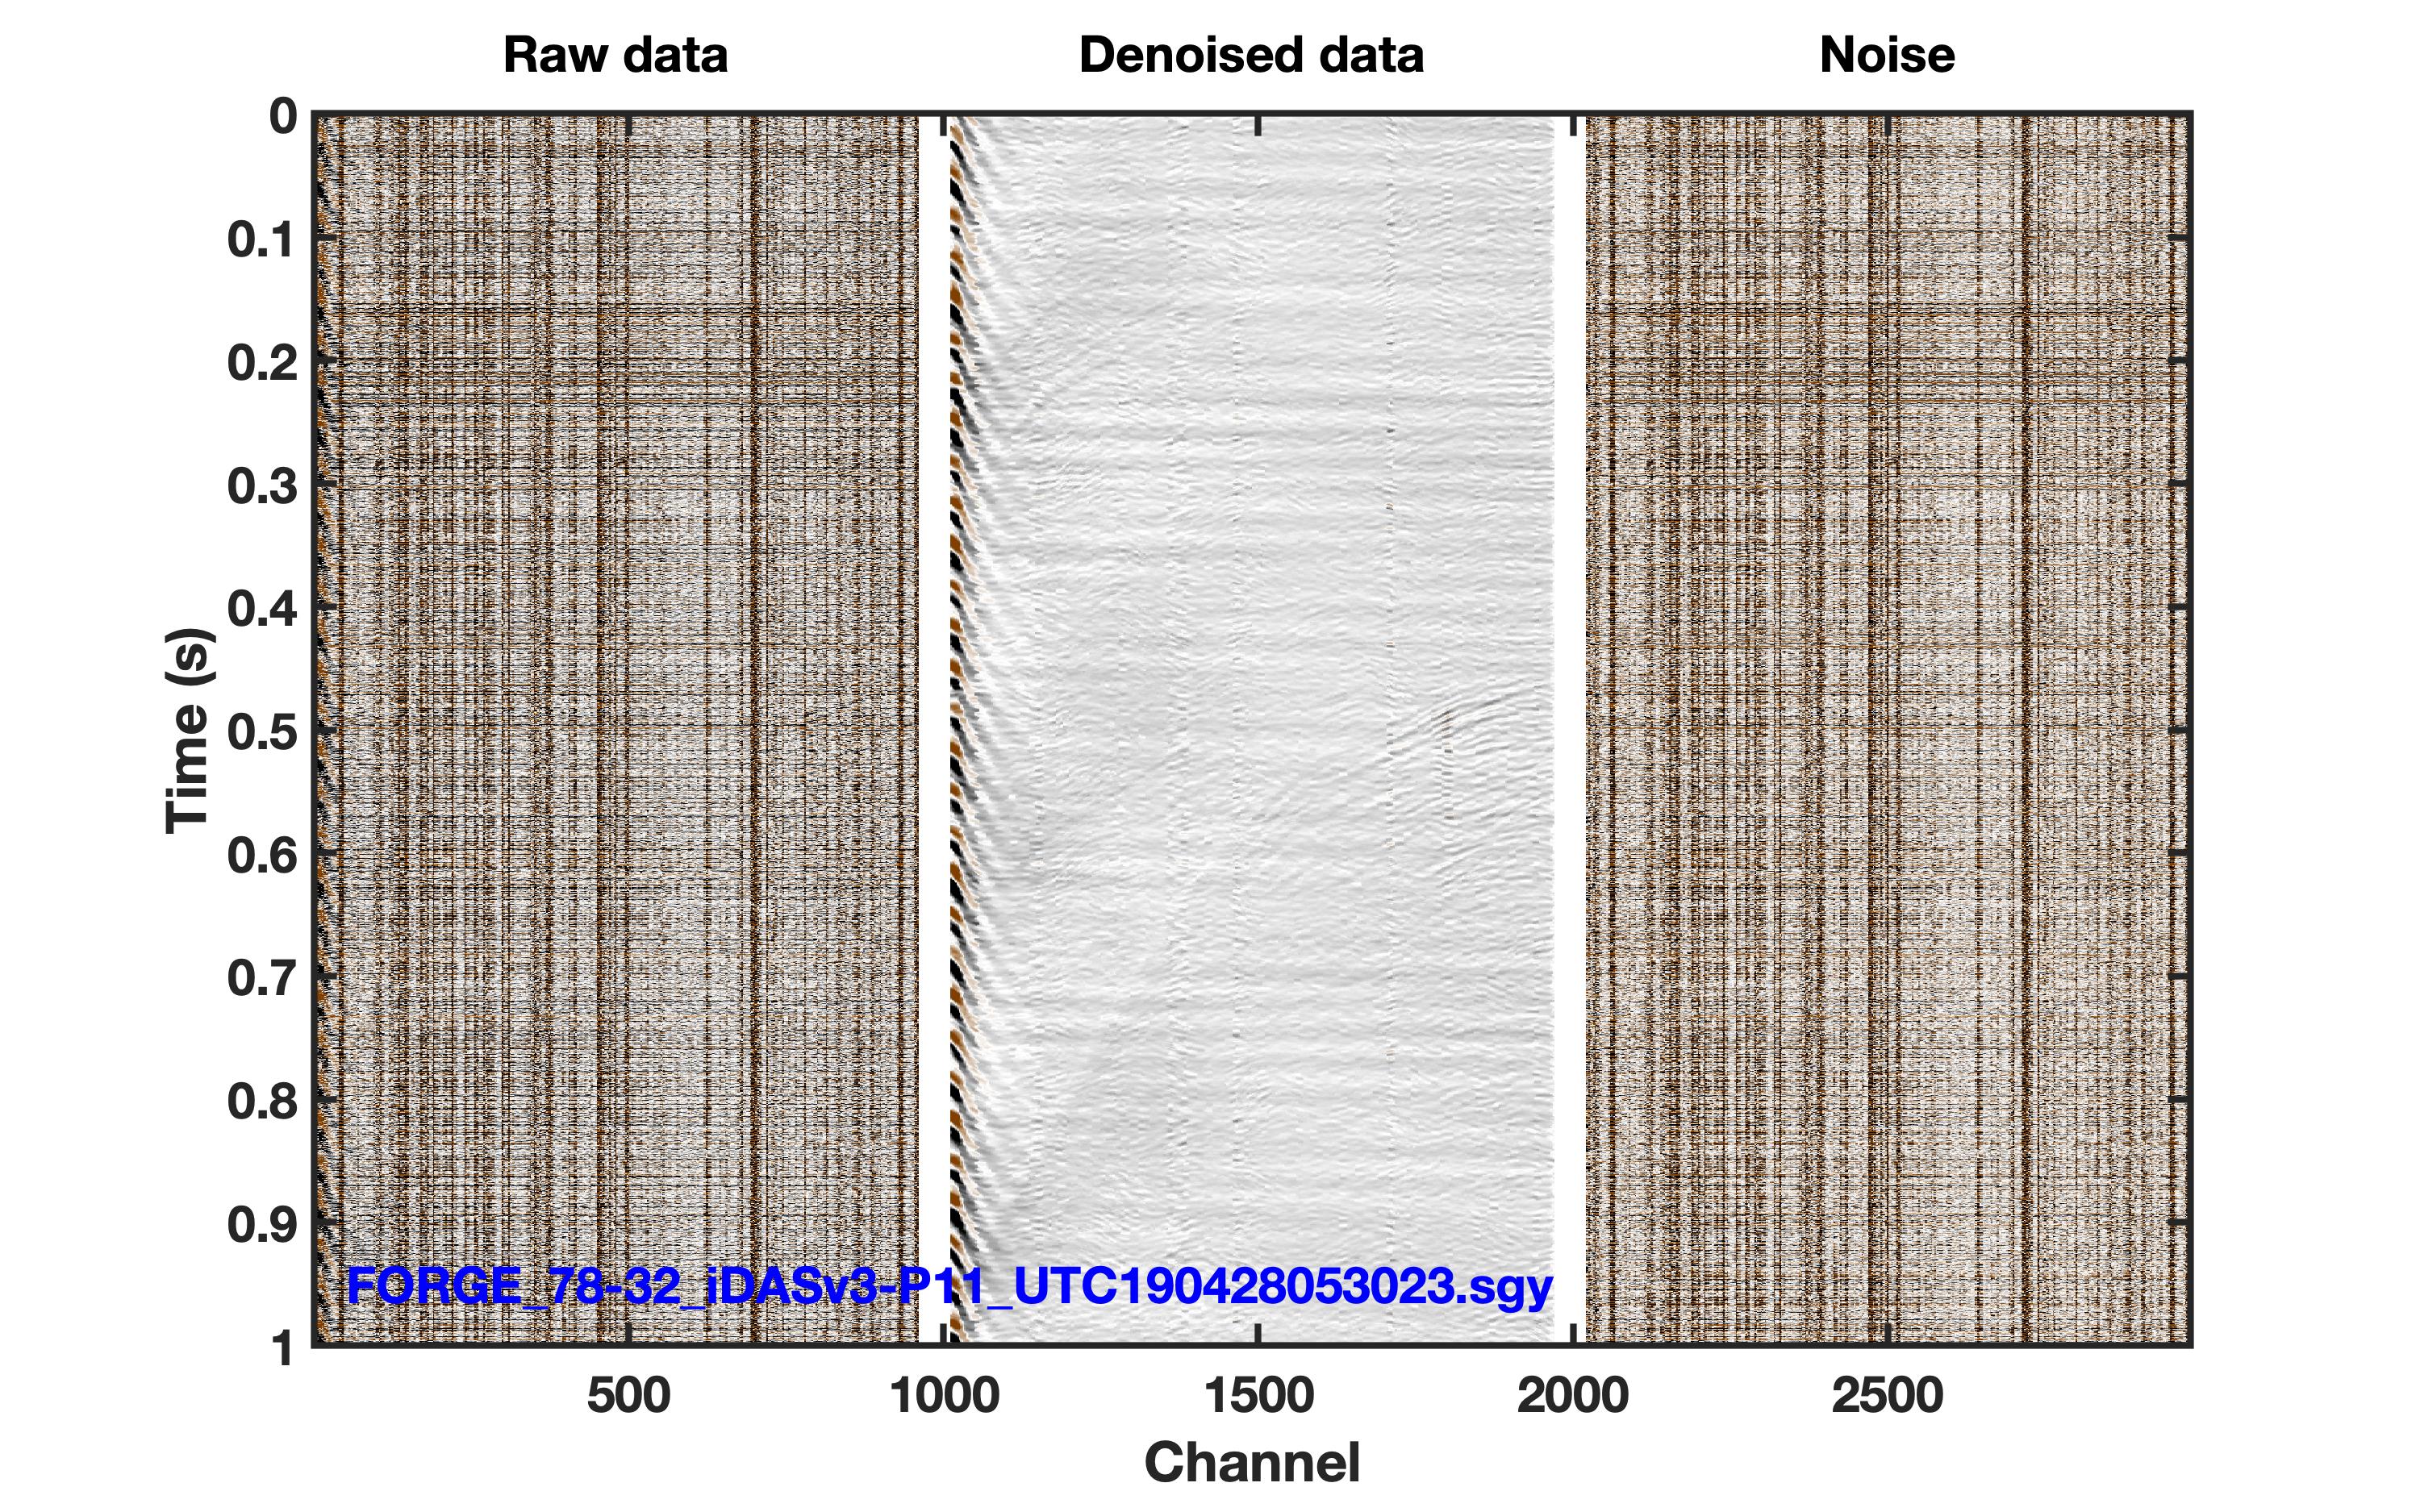 Raw data
Denoised data
Noise
0
0.1
0.2
0.3
0.4
0.5
0.6
0.7
0.8
0.9
1
Time (s)
FORGE_78-32_iDASv3-P11_UTC190428053023.sgy
500
1000
1500
2000
2500
Channel